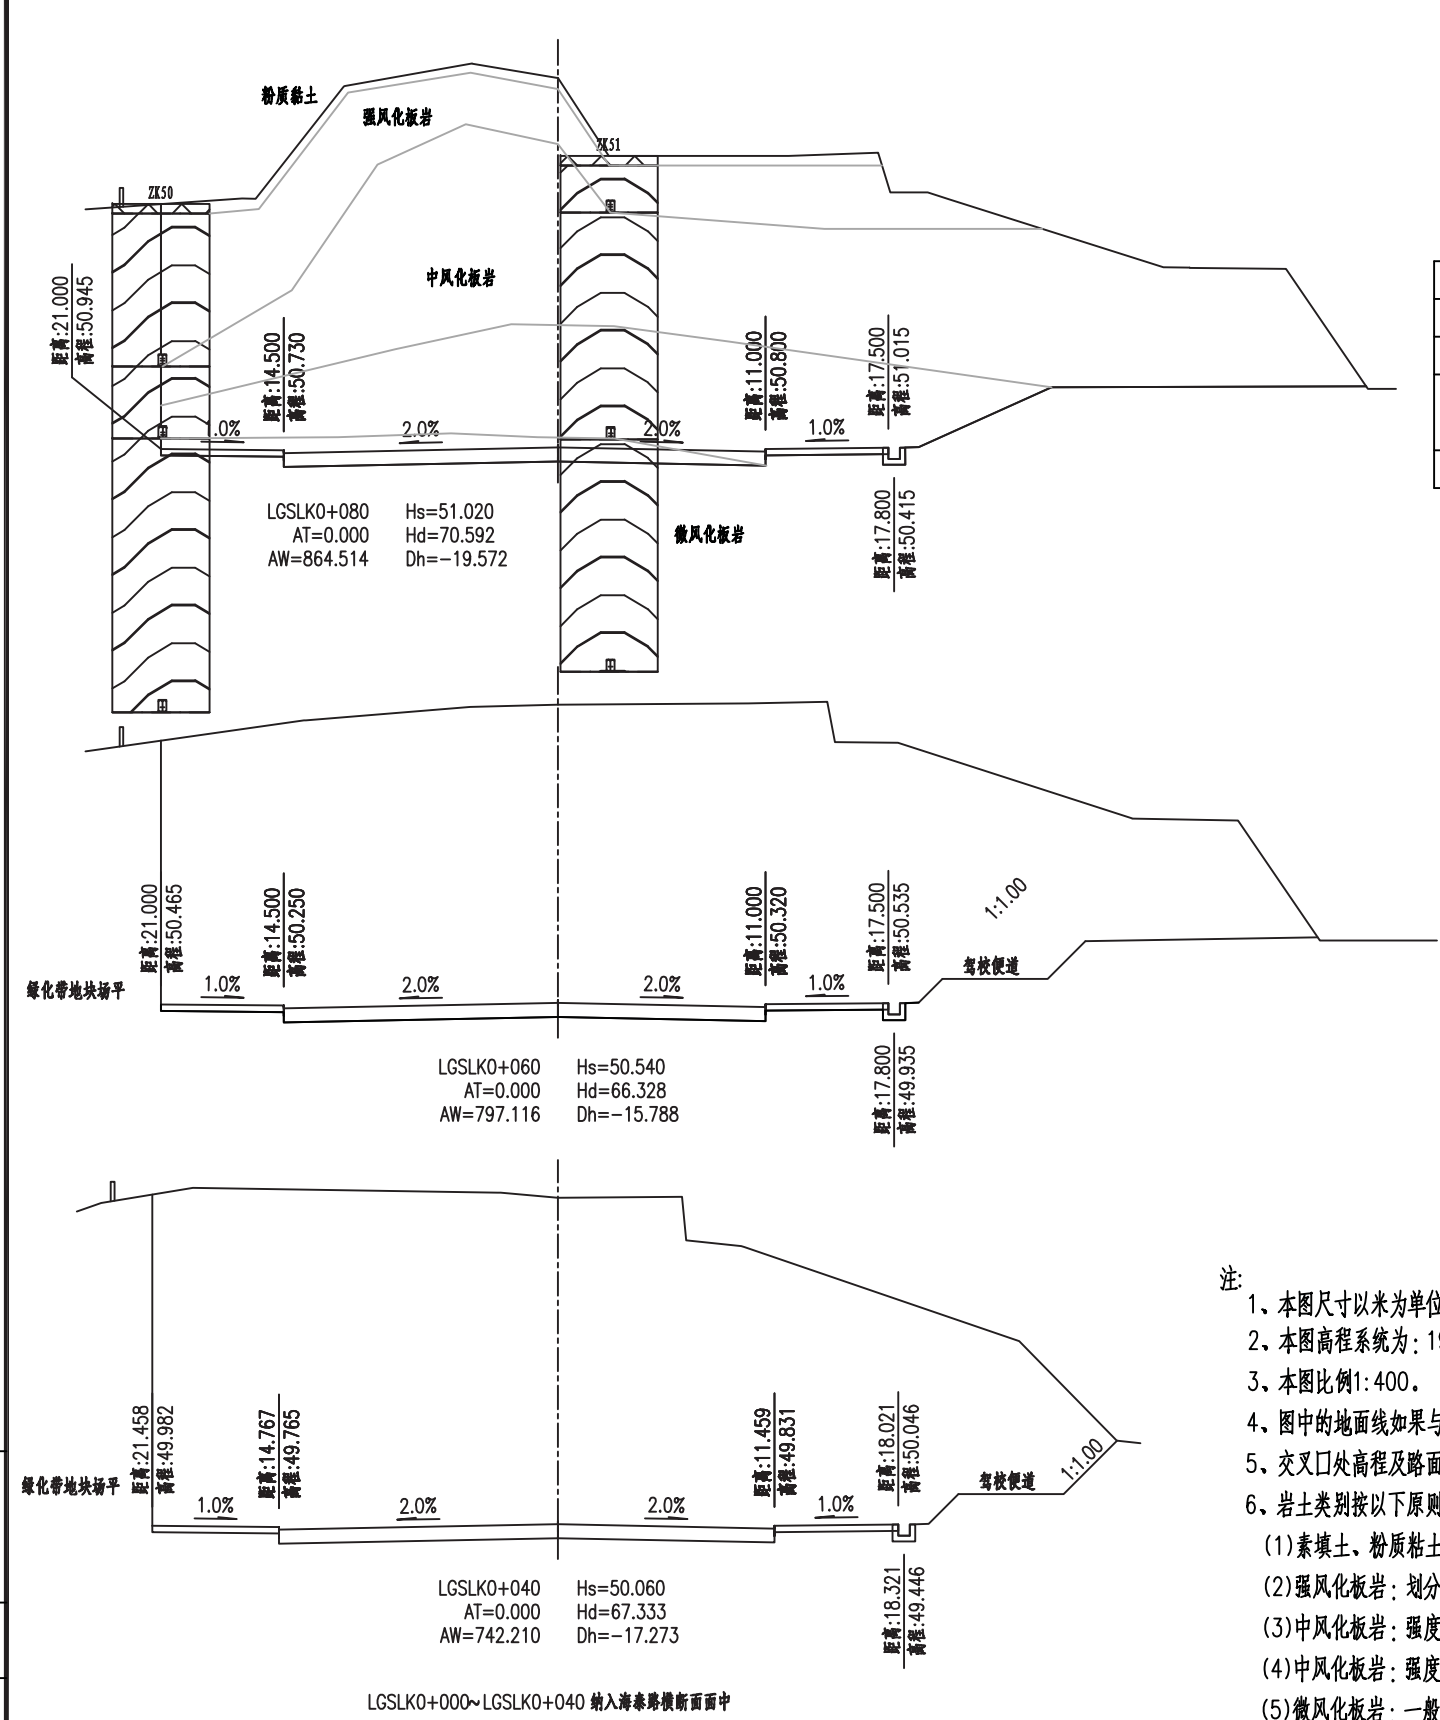 粉质黏土
强风化板岩
ZK51
ZK50
中风化板岩
距离:21.000
高程:50.945
距离:14.500
高程:50.730
距离:11.000
高程:50.800
距离:17.500
高程:51.015
.0%
2.0%
2.0%
1.0%
LGSLK0+080 Hs=51.020
AT=0.000 Hd=70.592
AW=864.514 Dh=-19.572
微风化板岩
距离:17.800
高程:50.415
距离:21.000
高程:50.465
距离:14.500
高程:50.250
距离:11.000
高程:50.320
距离:17.500
高程:50.535
1:1.00
驾校便道
绿化带地块场平
1.0%
2.0%
2.0%
1.0%
LGSLK0+060 Hs=50.540
AT=0.000 Hd=66.328
AW=797.116 Dh=-15.788
距离:17.800
高程:49.935
距离:21.458
高程:49.982
距离:14.767
高程:49.765
距离:11.459
高程:49.831
距离:18.021
高程:50.046
1:1.00
驾校便道
绿化带地块场平
1.0%
2.0%
2.0%
1.0%
LGSLK0+040 Hs=50.060
AT=0.000 Hd=67.333
AW=742.210 Dh=-17.273
距离:18.321
高程:49.446
LGSLK0+000~LGSLK0+040 纳入海泰路横断面面中
注:
1、本图尺寸以米为单位
2、本图高程系统为：19
3、本图比例1:400。
4、图中的地面线如果与
5、交叉口处高程及路面
6、岩土类别按以下原则
(1)素填土、粉质粘土
(2)强风化板岩：划分
(3)中风化板岩：强度
(4)中风化板岩：强度
(5)微风化板岩：一般